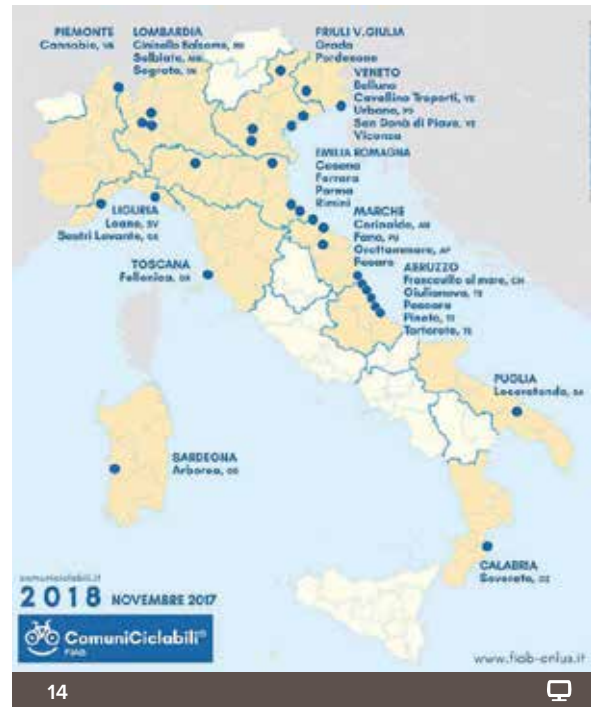 PIEMONTE
Cannobio, VB
LOMBARDIA
Cinisello Balsamo, MI
Solbiate,
Segrate, MI
FRIULI V.GIULIA
Grado
Pordenone
VENETO
Belluno
Cavallino Treporti, VE
Urbana, PD
San Donà di Piave, VE
Vicenza
EMILIA ROMAGNA
Cesena
Ferrara
Parma
Rimini
LIGURIA
Loano, SV
Sestri Levante, GE
MARCHE
Corinaldo, AN
Fano, PU
Grottammare, AP
Pesaro
TOSCANA
Follonica, GR
ABRUZZO
Francavilla al mare, CH
Giulianova, TE
Pescara
Pineto, TE
Tortoreto, TE
PUGLIA
Locorotondo, BA
SARDEGNA
Arborea, OR
CALABRIA
Soverato, CZ
comuniciclabili.it
2018 NOVEMBRE 2017
ComuniCiclabili®
FIAB
www.fiab-onlus.it
14